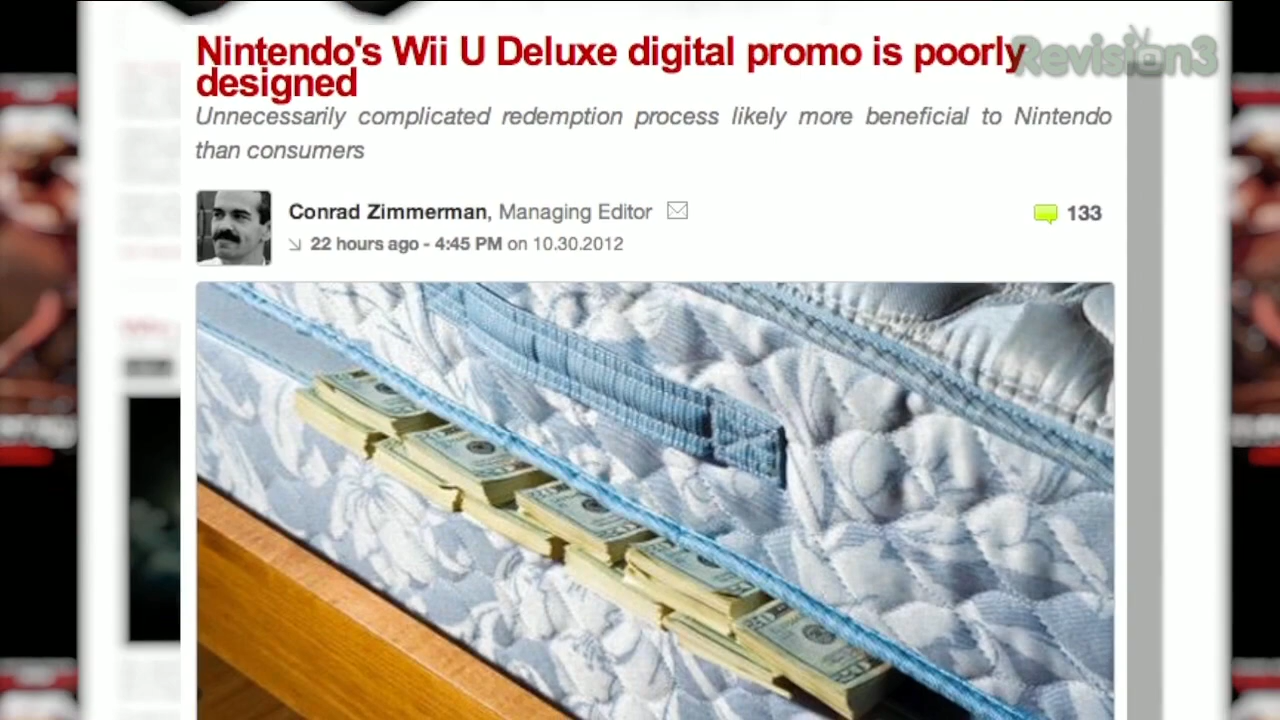 Nintendo's Wii U Deluxe digital promo is poorly
designed
Revision3
Unnecessarily complicated redemption process likely more beneficial to Nintendo
than consumers
Conrad Zimmerman, Managing Editor
133
22 hours ago - 4:45 PM on 10.30.2012